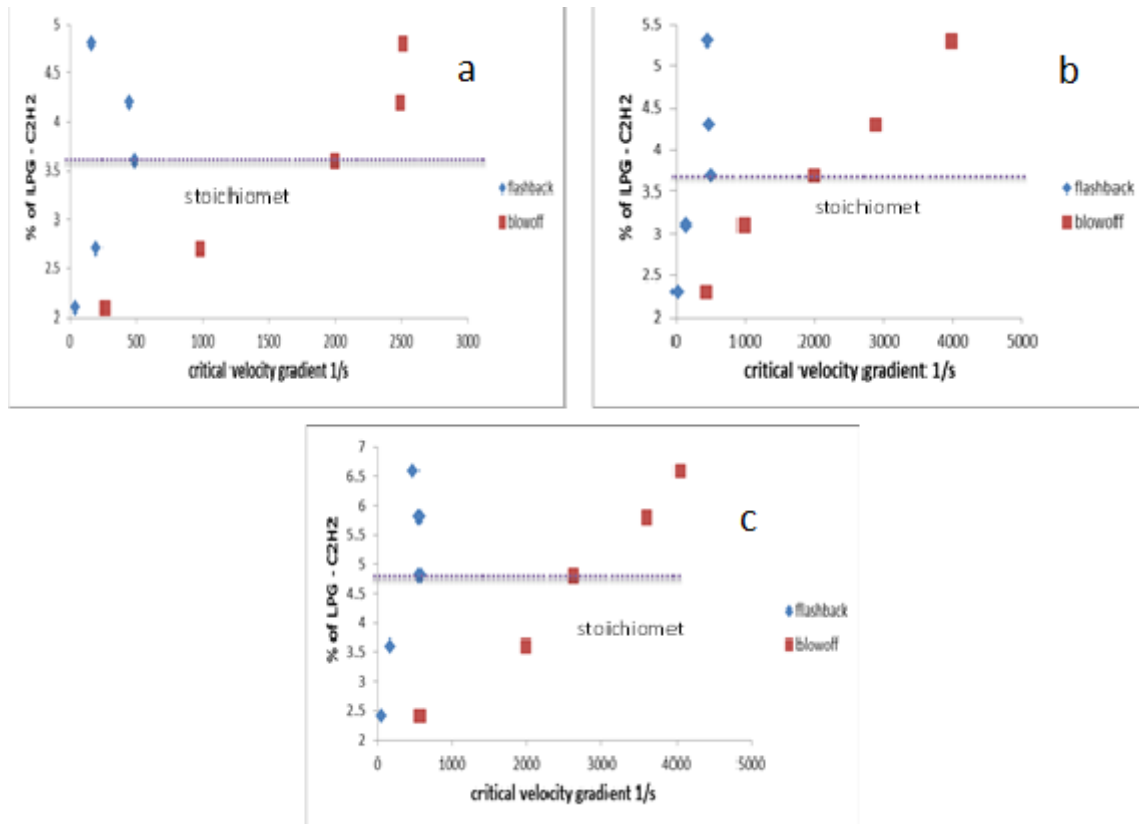 5
4.5
4
3.5
3
2.5
2
0
500
1000
1500
2000
2500
3000
% of LPG - C2H2
critical velocity gradient 1/s
a
stoichiomet
flashback
blowoff
5.5
5
4.5
4
3.5
3
2.5
2
0
1000
2000
3000
4000
5000
% of LPG - C2H2
critical velocity gradient 1/s
b
stoichiomet
flashback
blowoff
7
6.5
6
5.5
5
4.5
4
3.5
3
2.5
2
0
1000
2000
3000
4000
5000
% of LPG - C2H2
critical velocity gradient 1/s
c
stoichiomet
flashback
blowoff